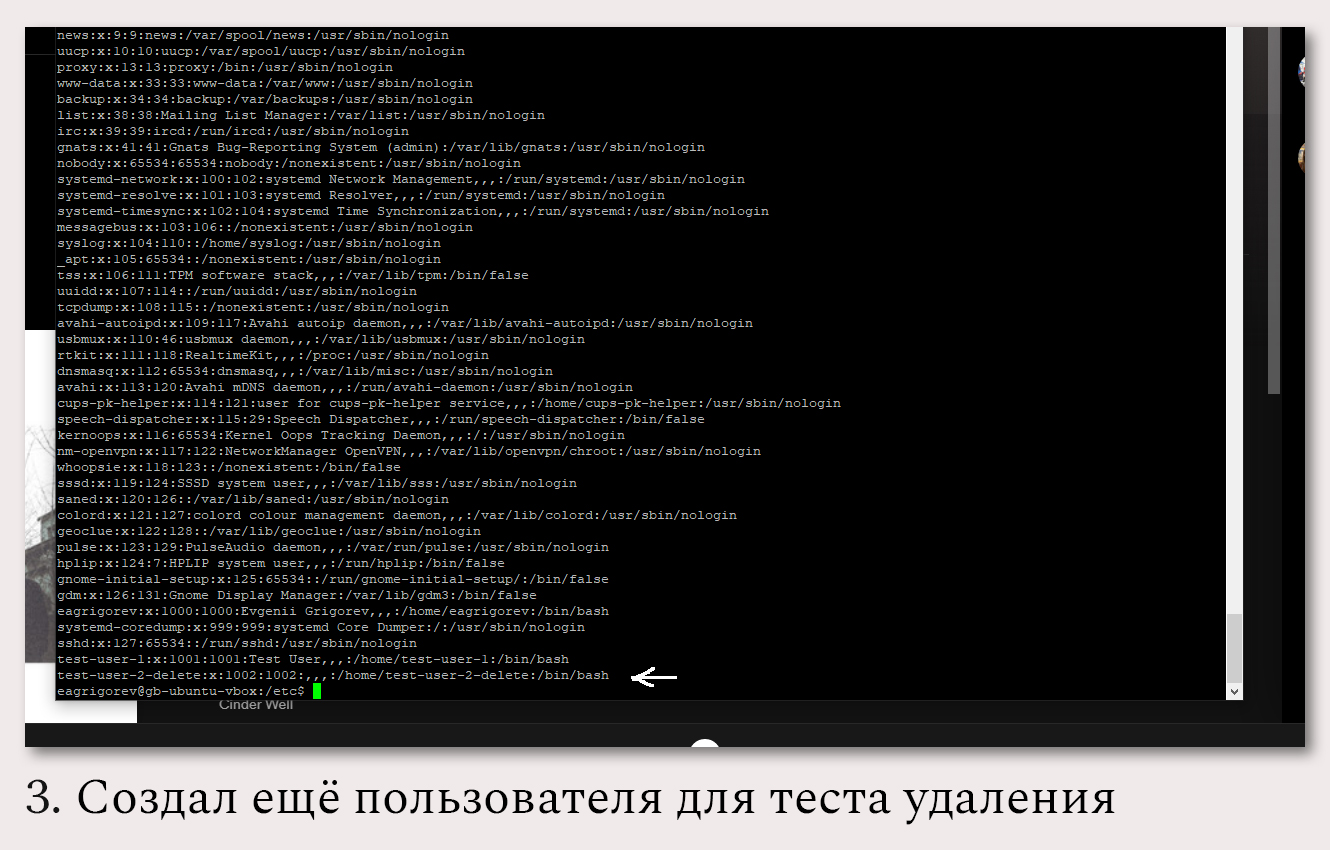 news:x:9:9:news:/var/spool/news:/usr/sbin/nologin
uucp:x:10:10:uucp:/var/spool/uucp:/usr/sbin/nologin
proxy:x:13:13:proxy:/bin:/usr/sbin/nologin
www-data:x:33:33:www-data:/var/www:/usr/sbin/nologin
backup:x:34:34:backup:/var/backups:/usr/sbin/nologin
list:x:38:38:Mailing List Manager:/var/list:/usr/sbin/nologin
irc:x:39:39:ircd:/run/ircd:/usr/sbin/nologin
gnats:x:41:41:Gnats Bug-Reporting System (admin):/var/lib/gnats:/usr/sbin/nologin
nobody:x:65534:65534:nobody:/nonexistent:/usr/sbin/nologin
systemd-network:x:100:102:systemd Network Management,,,:/run/systemd:/usr/sbin/nologin
systemd-resolve:x:101:103:systemd Resolver,,,:/run/systemd:/usr/sbin/nologin
systemd-timesync:x:102:104:systemd Time Synchronization,,,:/run/systemd:/usr/sbin/nologin
messagebus:x:103:106::/nonexistent:/usr/sbin/nologin
syslog:x:104:110::/home/syslog:/usr/sbin/nologin
_apt:x:105:65534::/nonexistent:/usr/sbin/nologin
tss:x:106:111:TPM software stack,,,:/var/lib/tpm:/bin/false
uuidd:x:107:114::/run/uuidd:/usr/sbin/nologin
tcpdump:x:108:115::/nonexistent:/usr/sbin/nologin
avahi-autoipd:x:109:117:Avahi autoip daemon,,,:/var/lib/avahi-autoipd:/usr/sbin/nologin
usbmux:x:110:46:usbmux daemon,,,:/var/lib/usbmux:/usr/sbin/nologin
rtkit:x:111:118:RealtimeKit,,,:/proc:/usr/sbin/nologin
dnsmasq:x:112:65534:dnsmasq,,,:/var/lib/misc:/usr/sbin/nologin
avahi:x:113:120:Avahi mDNS daemon,,,:/run/avahi-daemon:/usr/sbin/nologin
cups-pk-helper:x:114:121:user for cups-pk-helper service,,,:/home/cups-pk-helper:/usr/sbin/nologin
speech-dispatcher:x:115:29:Speech Dispatcher,,,:/run/speech-dispatcher:/bin/false
kernoops:x:116:65534:Kernel Oops Tracking Daemon,,,:/:/usr/sbin/nologin
nm-openvpn:x:117:122:NetworkManager OpenVPN,,,:/var/lib/openvpn/chroot:/usr/sbin/nologin
whoopsie:x:118:123::/nonexistent:/bin/false
sssd:x:119:124:SSSD system user,,,:/var/lib/sss:/usr/sbin/nologin
saned:x:120:126::/var/lib/saned:/usr/sbin/nologin
colord:x:121:127:colord colour management daemon,,,:/var/lib/colord:/usr/sbin/nologin
geoclue:x:122:128::/var/lib/geoclue:/usr/sbin/nologin
pulse:x:123:129:PulseAudio daemon,,,:/var/run/pulse:/usr/sbin/nologin
hplip:x:124:7:HPLIP system user,,,:/run/hplip:/bin/false
gnome-initial-setup:x:125:65534::/run/gnome-initial-setup/:/bin/false
gdm:x:126:131:Gnome Display Manager:/var/lib/gdm3:/bin/false
eagrigorev:x:1000:1000:Evgenii Grigorev,,,:/home/eagrigorev:/bin/bash
systemd-coredump:x:999:999:systemd Core Dumper:/:/usr/sbin/nologin
sshd:x:127:65534::/run/sshd:/usr/sbin/nologin
test-user-1:x:1001:1001:Test User,,,:/home/test-user-1:/bin/bash
test-user-2-delete:x:1002:1002:,,,:/home/test-user-2-delete:/bin/bash
eagrigorev@gb-ubuntu-vbox:/etc$
Cinder Well
3. Создал ещё пользователя для теста удаления